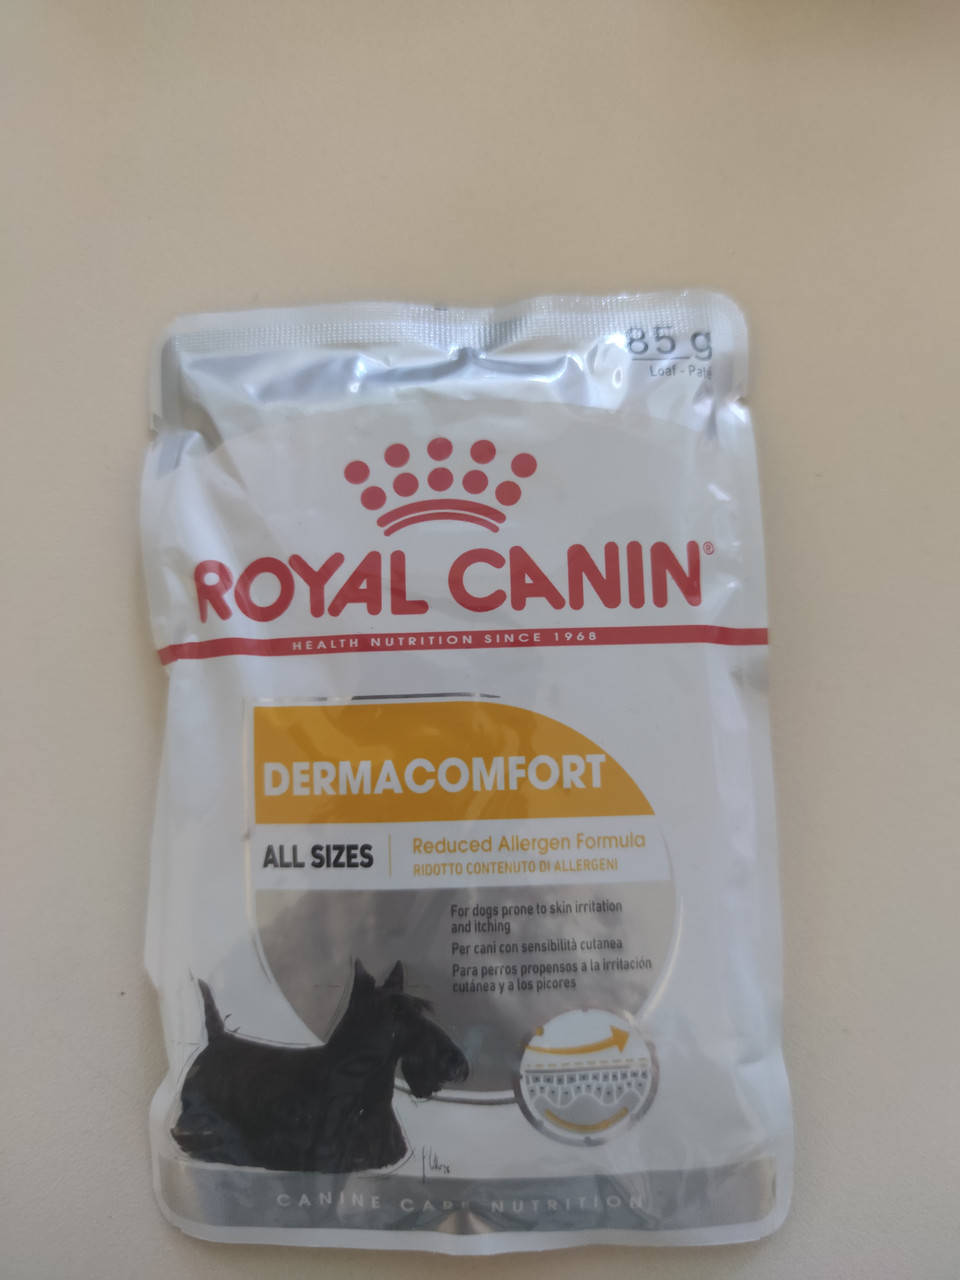 85 g
Loaf - Paté
ROYAL CANIN®
HEALTH NUTRITION SINCE 1968
DERMACOMFORT
ALL SIZES
Reduced Allergen Formula
RIDOTTO CONTENUTO DI ALLERGENI
For dogs prone to skin irritation
and itching
Per cani con sensibilità cutanea
Para perros propensos a la irritación
cutánea y a los picores
CANINE CARE NUTRITION